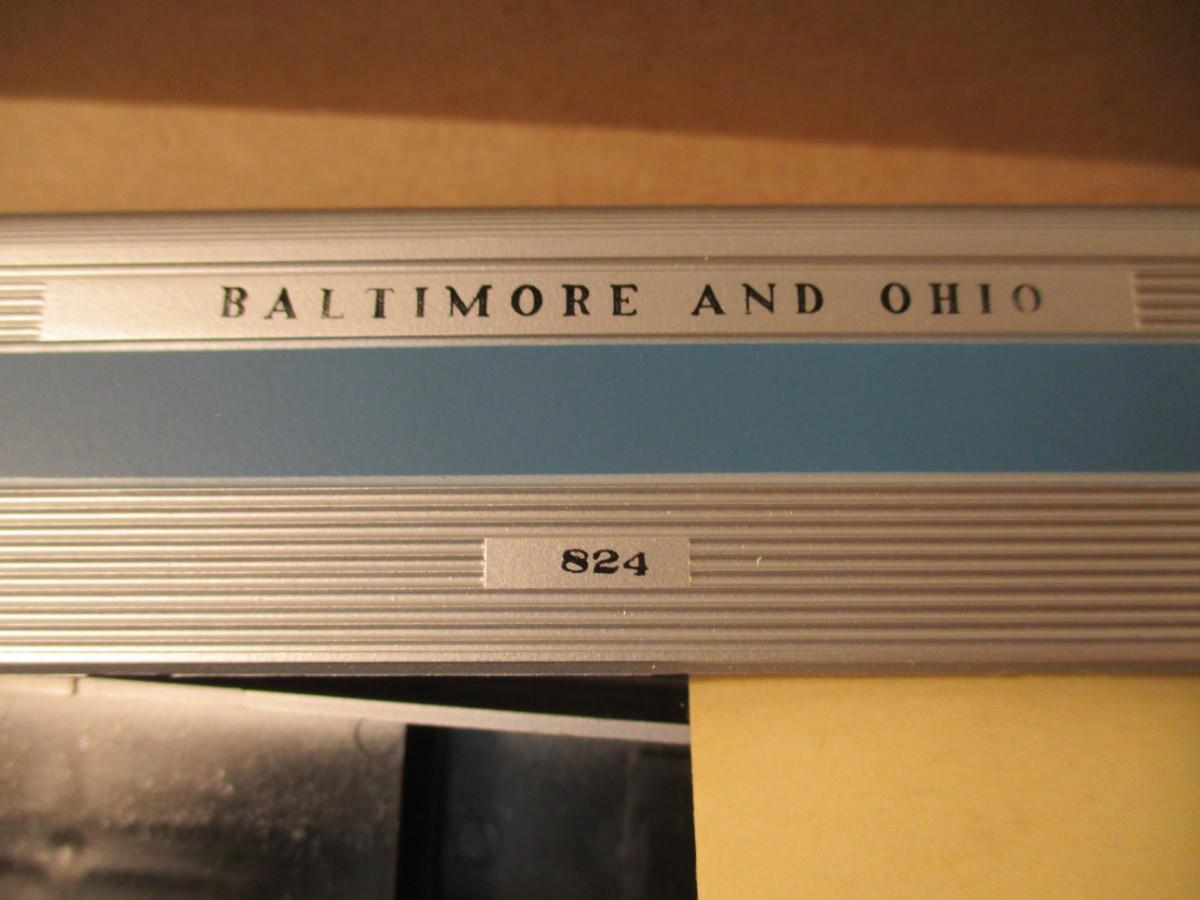 BALTIMORE AND OHIO
824